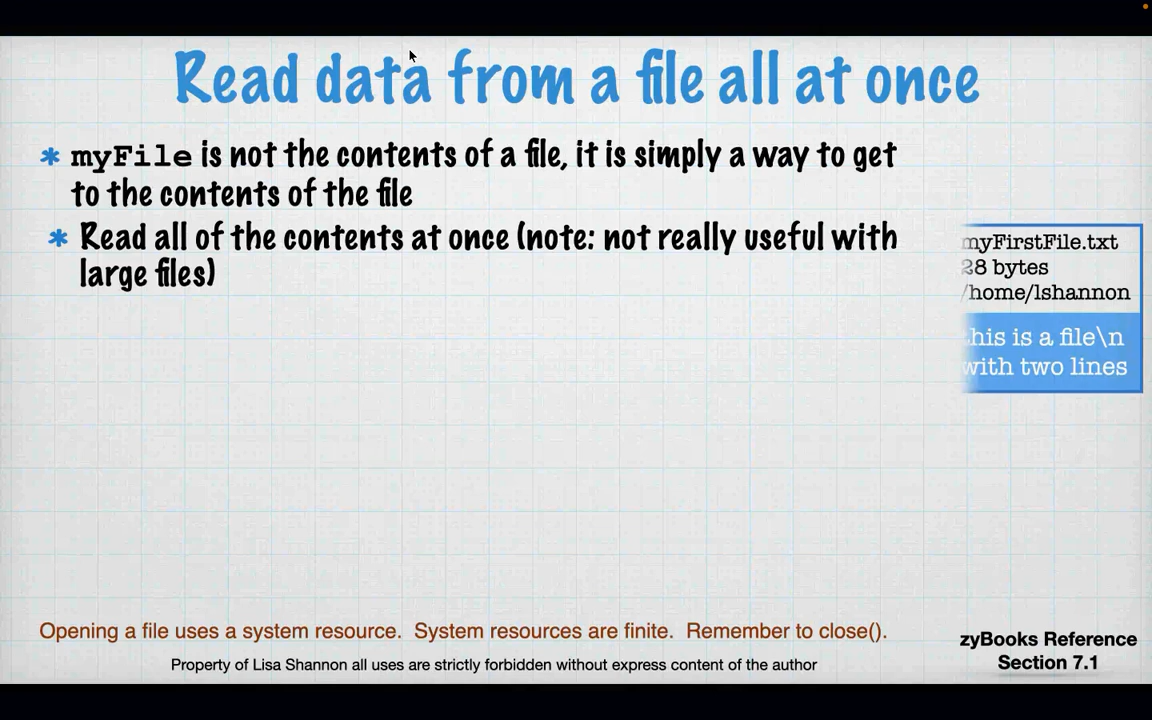 Read data from a file all at once
* myFile is not the contents of a file, it is simply a way to get
to the contents of the file
* Read all of the contents at once (note: not really useful with
large files)
myFirstFile.txt
28 bytes
/home/lshannon
this is a file\n
with two lines
Opening a file uses a system resource. System resources are finite. Remember to close().
Property of Lisa Shannon all uses are strictly forbidden without express content of the author
zyBooks Reference
Section 7.1